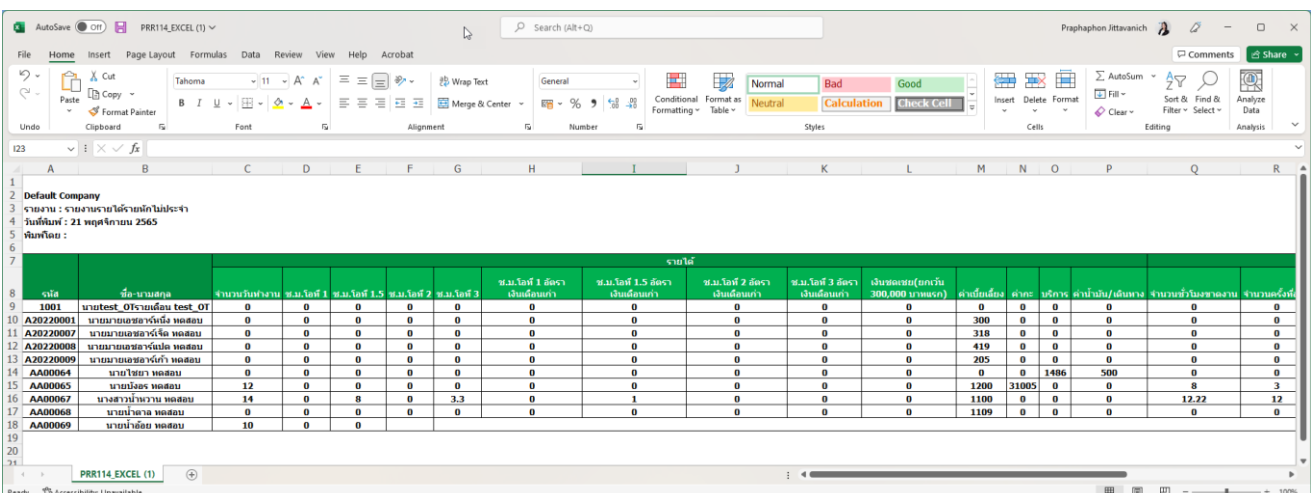 AutoSave Off PRR114_EXCEL (1) Search (Alt+Q) Praphaphon Jittavanich
File Home Insert Page Layout Formulas Data Review View Help Acrobat Comments Share
Cut Tahoma 11 Wrap Text General Normal Bad Good AutoSum
Paste Copy Conditional Formatting Format as Table Neutral Calculation Check Cell Insert Delete Format Fill Sort & Filter Find & Select Analyze Data
Format Painter B I U Merge & Center Clear
Undo Clipboard Font Alignment Number Styles Cells Editing Analysis
I23 fx
A B C D E F G H I J K L M N O P Q R
1
2 Default Company
3 รายงาน : รายงานรายได้รายหักไม่ประจำ
4 วันที่พิมพ์ : 21 พฤศจิกายน 2565
5 พิมพ์โดย :
6
7 รายได้
8 รหัส ชื่อ-นามสกุล จำนวนวันทำงาน ช.ม.โอที 1 ช.ม.โอที 1.5 ช.ม.โอที 2 ช.ม.โอที 3 ช.ม.โอที 1 อัตราเงินเดือนเก่า ช.ม.โอที 1.5 อัตราเงินเดือนเก่า ช.ม.โอที 2 อัตราเงินเดือนเก่า ช.ม.โอที 3 อัตราเงินเดือนเก่า เงินชดเชย(ยกเว้น 300,000 บาทแรก) ค่าเบี้ยเลี้ยง ค่ากะ บริการ ค่าน้ำมัน/เดินทาง จำนวนชั่วโมงขาดงาน จำนวนครั้งที่
9 1001 นายtest_OTรายเดือน test_OT 0 0 0 0 0 0 0 0 0 0 0 0 0 0 0 0
10 A20220001 นายมายเอชอาร์หนึ่ง ทดสอบ 0 0 0 0 0 0 0 0 0 0 300 0 0 0 0 0
11 A20220007 นายมายเอชอาร์เจ็ด ทดสอบ 0 0 0 0 0 0 0 0 0 0 318 0 0 0 0 0
12 A20220008 นายมายเอชอาร์แปด ทดสอบ 0 0 0 0 0 0 0 0 0 0 419 0 0 0 0 0
13 A20220009 นายมายเอชอาร์เก้า ทดสอบ 0 0 0 0 0 0 0 0 0 0 205 0 0 0 0 0
14 AA00064 นายไชยา ทดสอบ 0 0 0 0 0 0 0 0 0 0 0 0 1486 500 0 0
15 AA00065 นายบังอร ทดสอบ 12 0 0 0 0 0 0 0 0 0 1200 31005 0 0 8 3
16 AA00067 นางสาวน้ำหวาน ทดสอบ 14 0 8 0 3.3 0 1 0 0 0 1100 0 0 0 12.22 12
17 AA00068 นายน้ำตาล ทดสอบ 0 0 0 0 0 0 0 0 0 0 1109 0 0 0 0 0
18 AA00069 นายน้ำอ้อย ทดสอบ 10 0 0
19
20
21
PRR114_EXCEL (1)
Ready Accessibility: Unavailable 100%